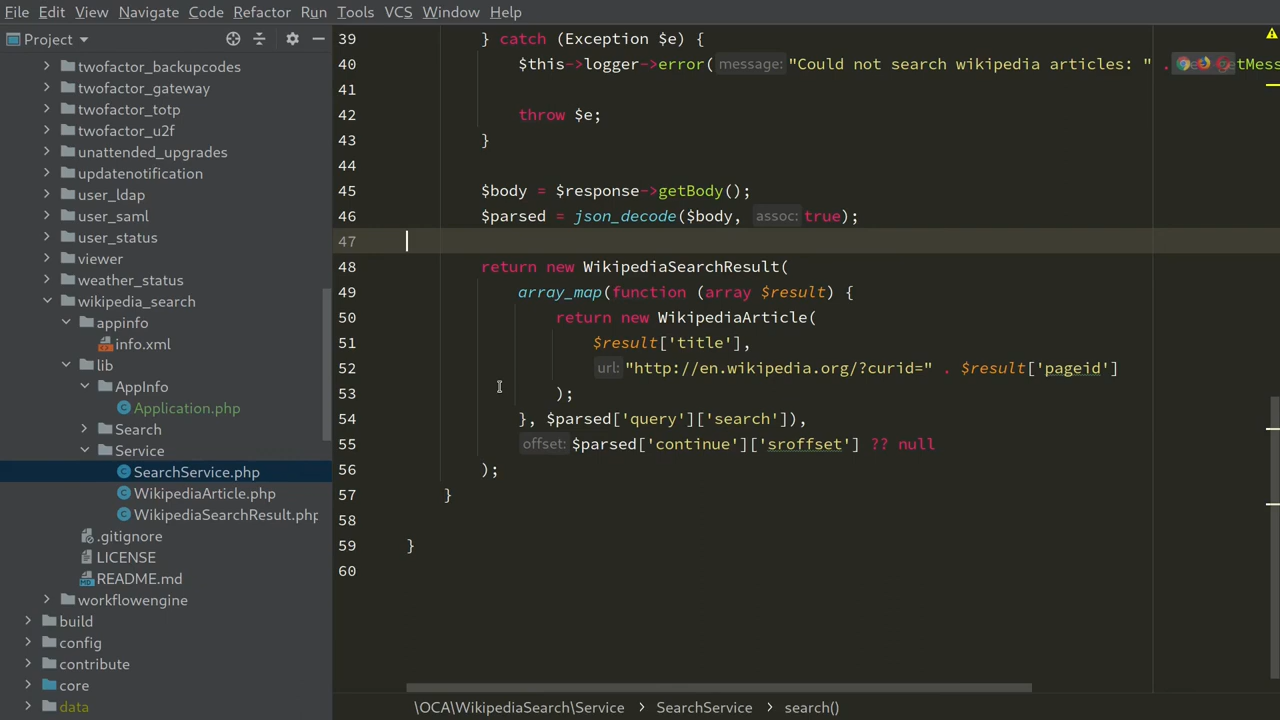 File Edit View Navigate Code Refactor Run Tools VCS Window Help
Project
twofactor_backupcodes
twofactor_gateway
twofactor_totp
twofactor_u2f
unattended_upgrades
updatenotification
user_ldap
user_saml
user_status
viewer
weather_status
wikipedia_search
appinfo
info.xml
lib
AppInfo
Application.php
Search
Service
SearchService.php
WikipediaArticle.php
WikipediaSearchResult.php
.gitignore
LICENSE
README.md
workflowengine
build
config
contribute
core
data
39 } catch (Exception $e) {
40 $this->logger->error( message: "Could not search wikipedia articles: " .
41
42 throw $e;
43 }
44
45 $body = $response->getBody();
46 $parsed = json_decode($body, assoc: true);
47
48 return new WikipediaSearchResult(
49 array_map(function (array $result) {
50 return new WikipediaArticle(
51 $result['title'],
52 url: "http://en.wikipedia.org/?curid=" . $result['pageid']
53 );
54 }, $parsed['query']['search']),
55 offset: $parsed['continue']['sroffset'] ?? null
56 );
57 }
58
59 }
60
\OCA\WikipediaSearch\Service > SearchService > search()